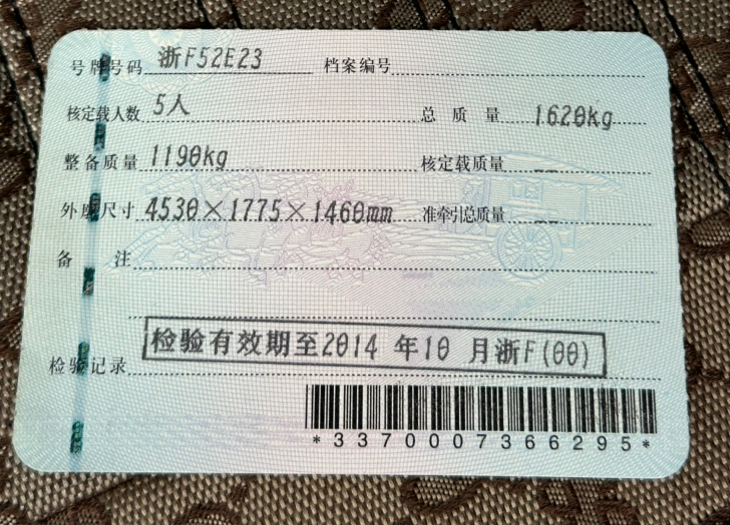 号牌号码 浙F52E23 档案编号
核定载人数 5人 总质量 1620kg
整备质量 1190kg 核定载质量 --
外廓尺寸 4530×1775×1460mm 准牵引总质量 --
备注
检验有效期至2014年10月浙F(00)
检验记录
*3370007366295*